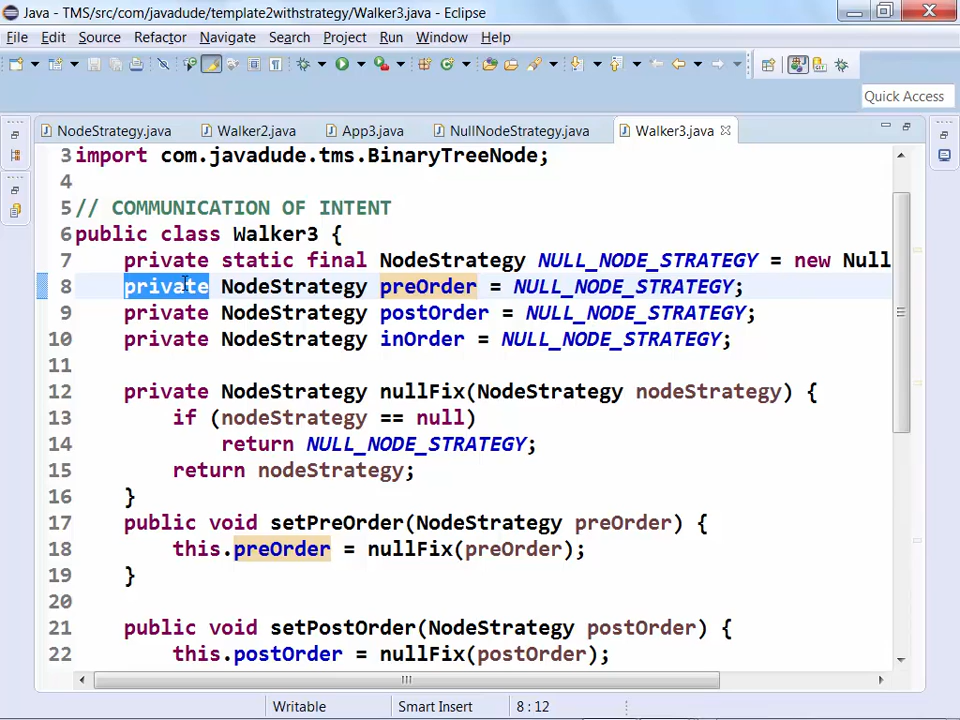 Java - TMS/src/com/javadude/template2withstrategy/Walker3.java - Eclipse
File Edit Source Refactor Navigate Search Project Run Window Help
Quick Access
NodeStrategy.java Walker2.java App3.java NullNodeStrategy.java Walker3.java
3 import com.javadude.tms.BinaryTreeNode;
4
5 // COMMUNICATION OF INTENT
6 public class Walker3 {
7 private static final NodeStrategy NULL_NODE_STRATEGY = new Null
8 private NodeStrategy preOrder = NULL_NODE_STRATEGY;
9 private NodeStrategy postOrder = NULL_NODE_STRATEGY;
10 private NodeStrategy inOrder = NULL_NODE_STRATEGY;
11
12 private NodeStrategy nullFix(NodeStrategy nodeStrategy) {
13 if (nodeStrategy == null)
14 return NULL_NODE_STRATEGY;
15 return nodeStrategy;
16 }
17 public void setPreOrder(NodeStrategy preOrder) {
18 this.preOrder = nullFix(preOrder);
19 }
20
21 public void setPostOrder(NodeStrategy postOrder) {
22 this.postOrder = nullFix(postOrder);
Writable Smart Insert 8 : 12